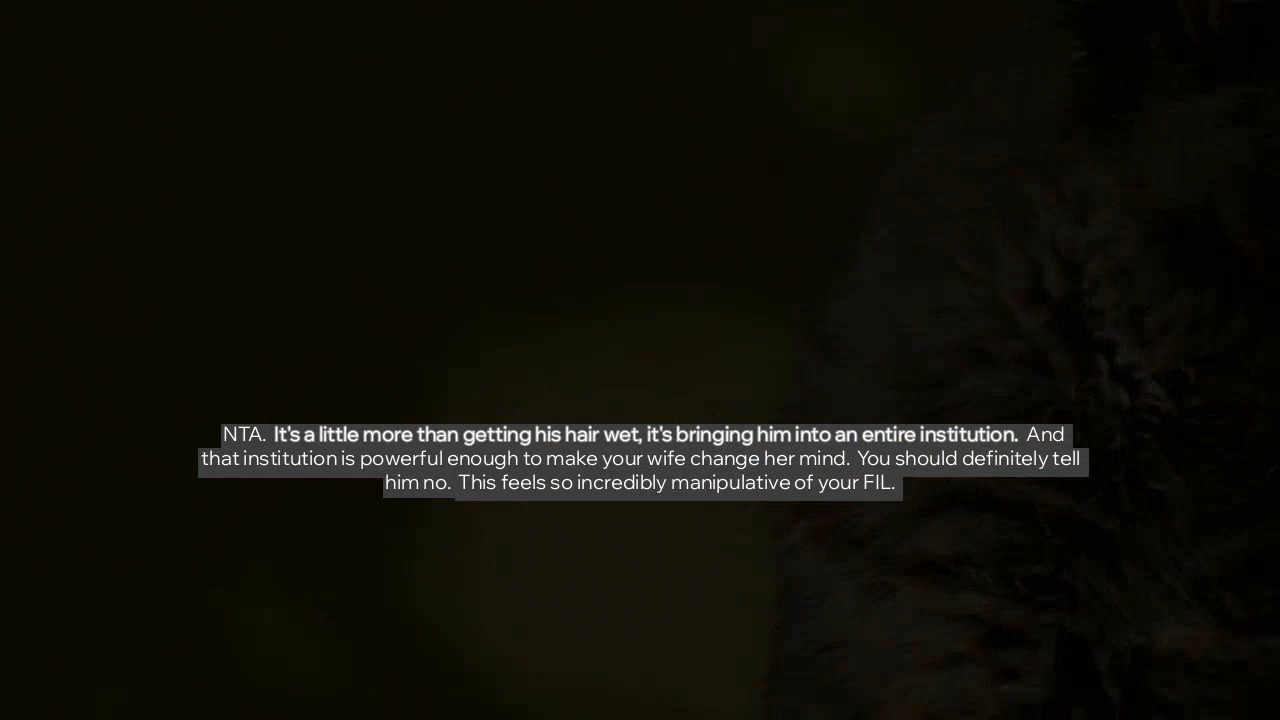 NTA. It's a little more than getting his hair wet, it's bringing him into an entire institution. And
that institution is powerful enough to make your wife change her mind. You should definitely tell
him no. This feels so incredibly manipulative of your FIL.